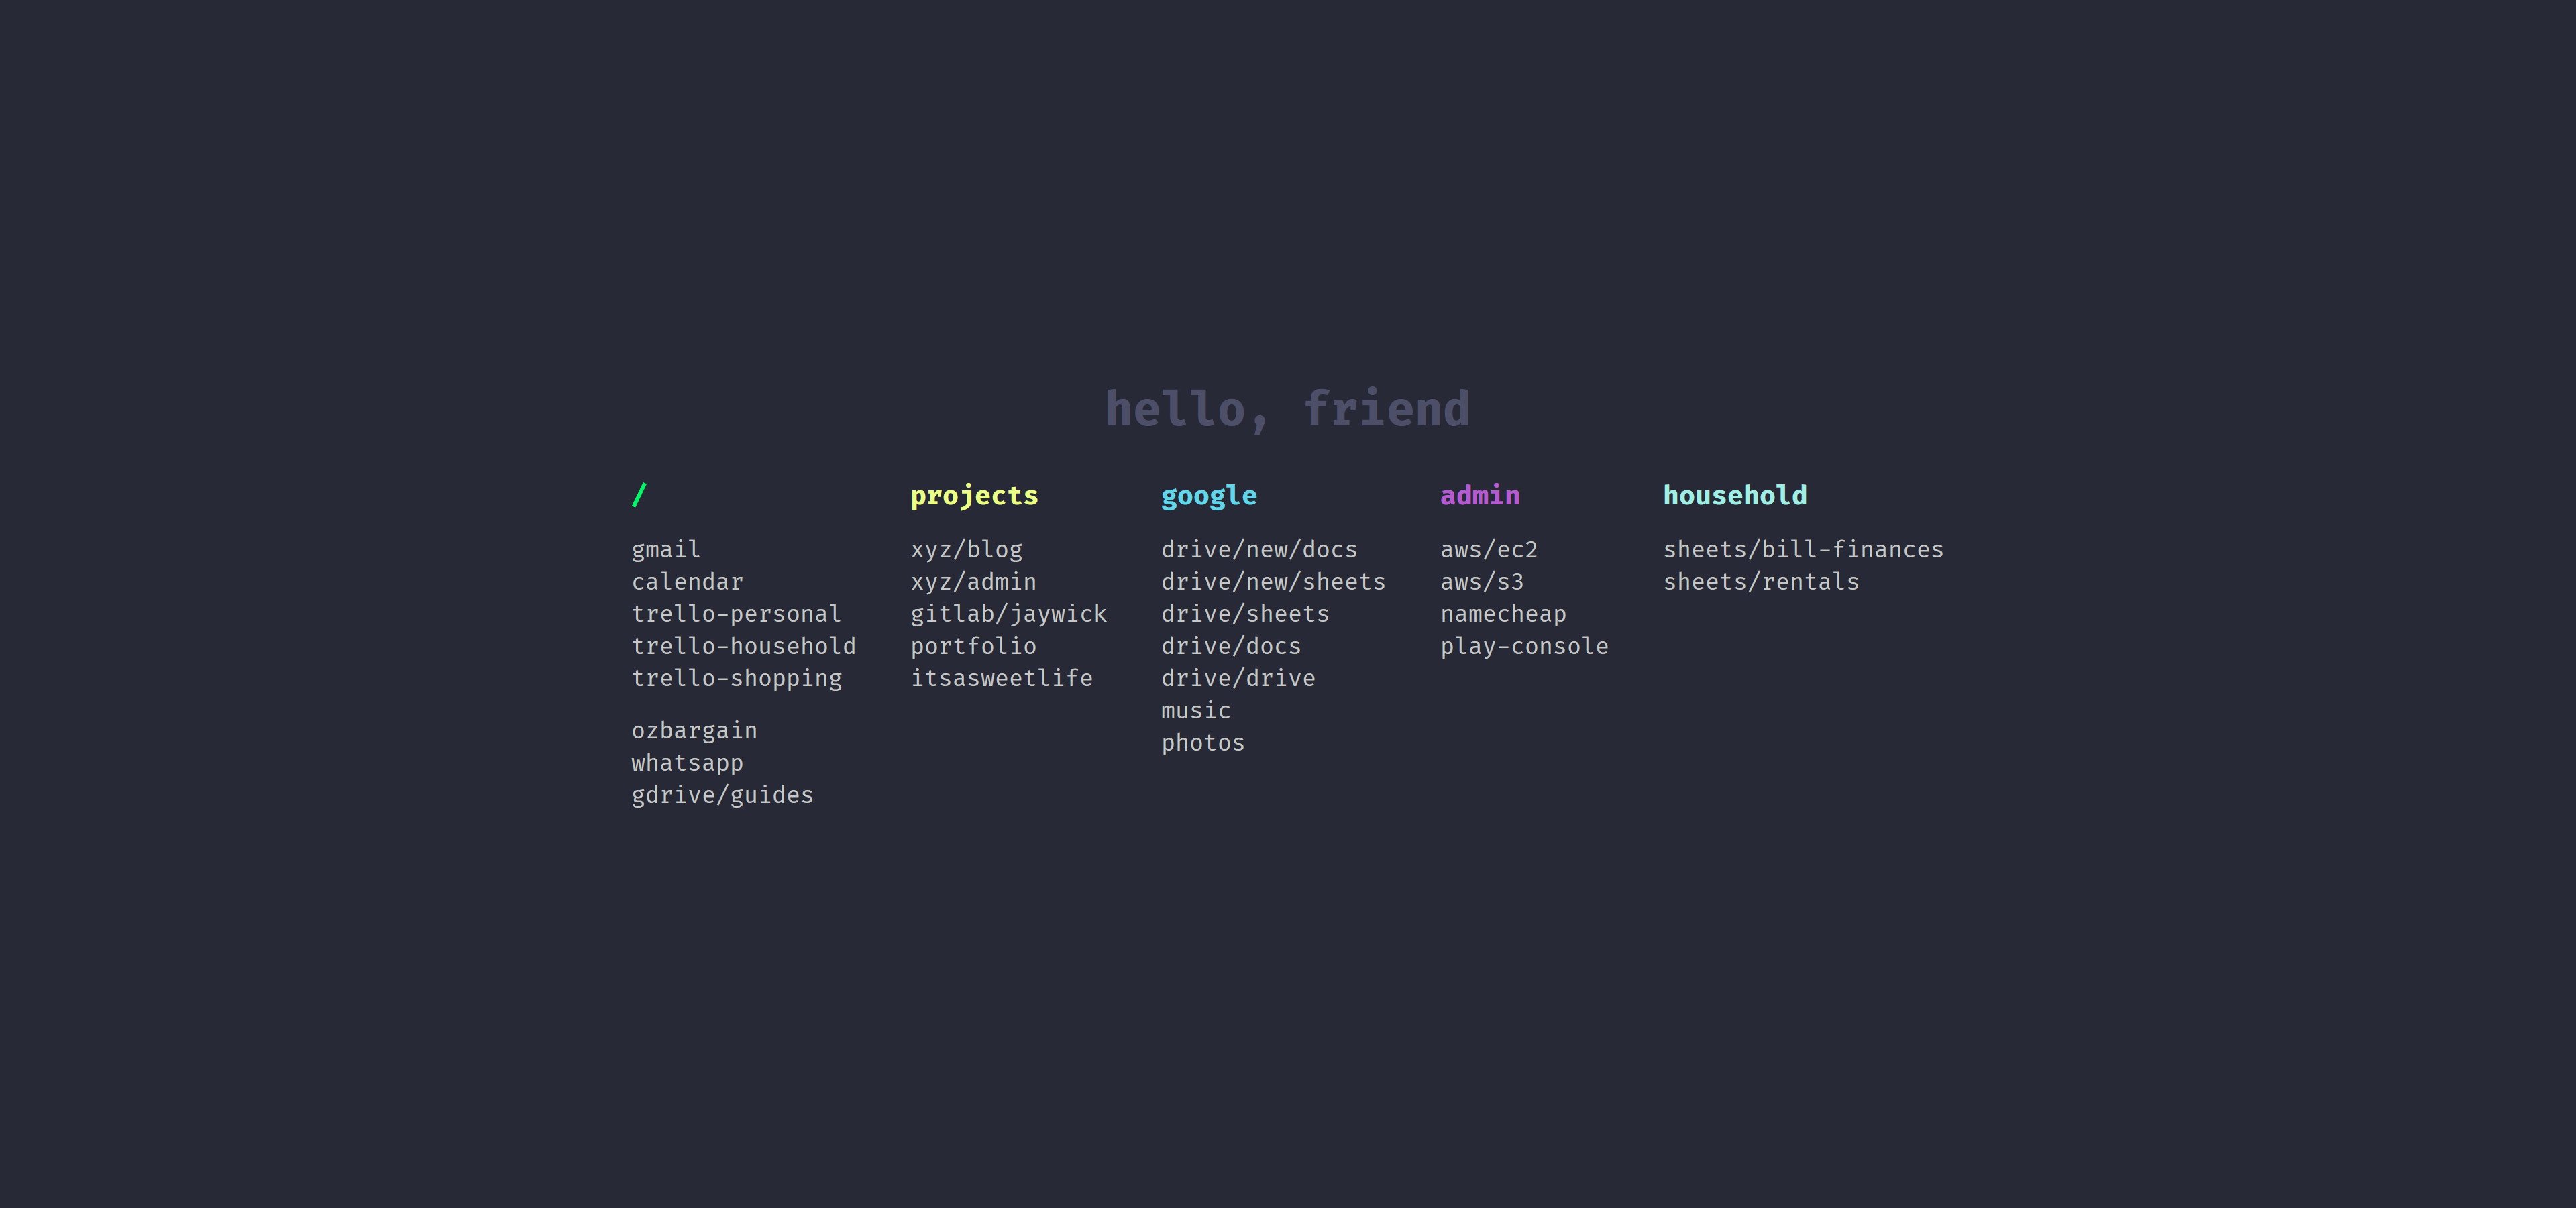 hello, friend
/
gmail
calendar
trello-personal
trello-household
trello-shopping
ozbargain
whatsapp
gdrive/guides
projects
xyz/blog
xyz/admin
gitlab/jaywick
portfolio
itsasweetlife
google
drive/new/docs
drive/new/sheets
drive/sheets
drive/docs
drive/drive
music
photos
admin
aws/ec2
aws/s3
namecheap
play-console
household
sheets/bill-finances
sheets/rentals